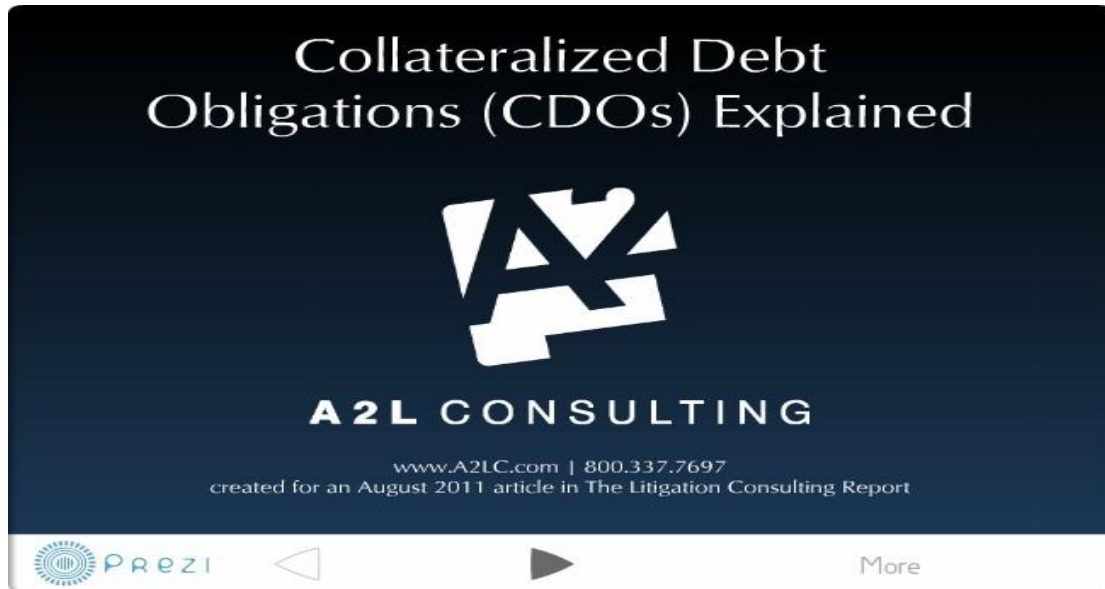 Collateralized Debt
Obligations (CDOs) Explained
A2L
A2L CONSULTING
www.A2LC.com | 800.337.7697
created for an August 2011 article in The Litigation Consulting Report
PREZI
More